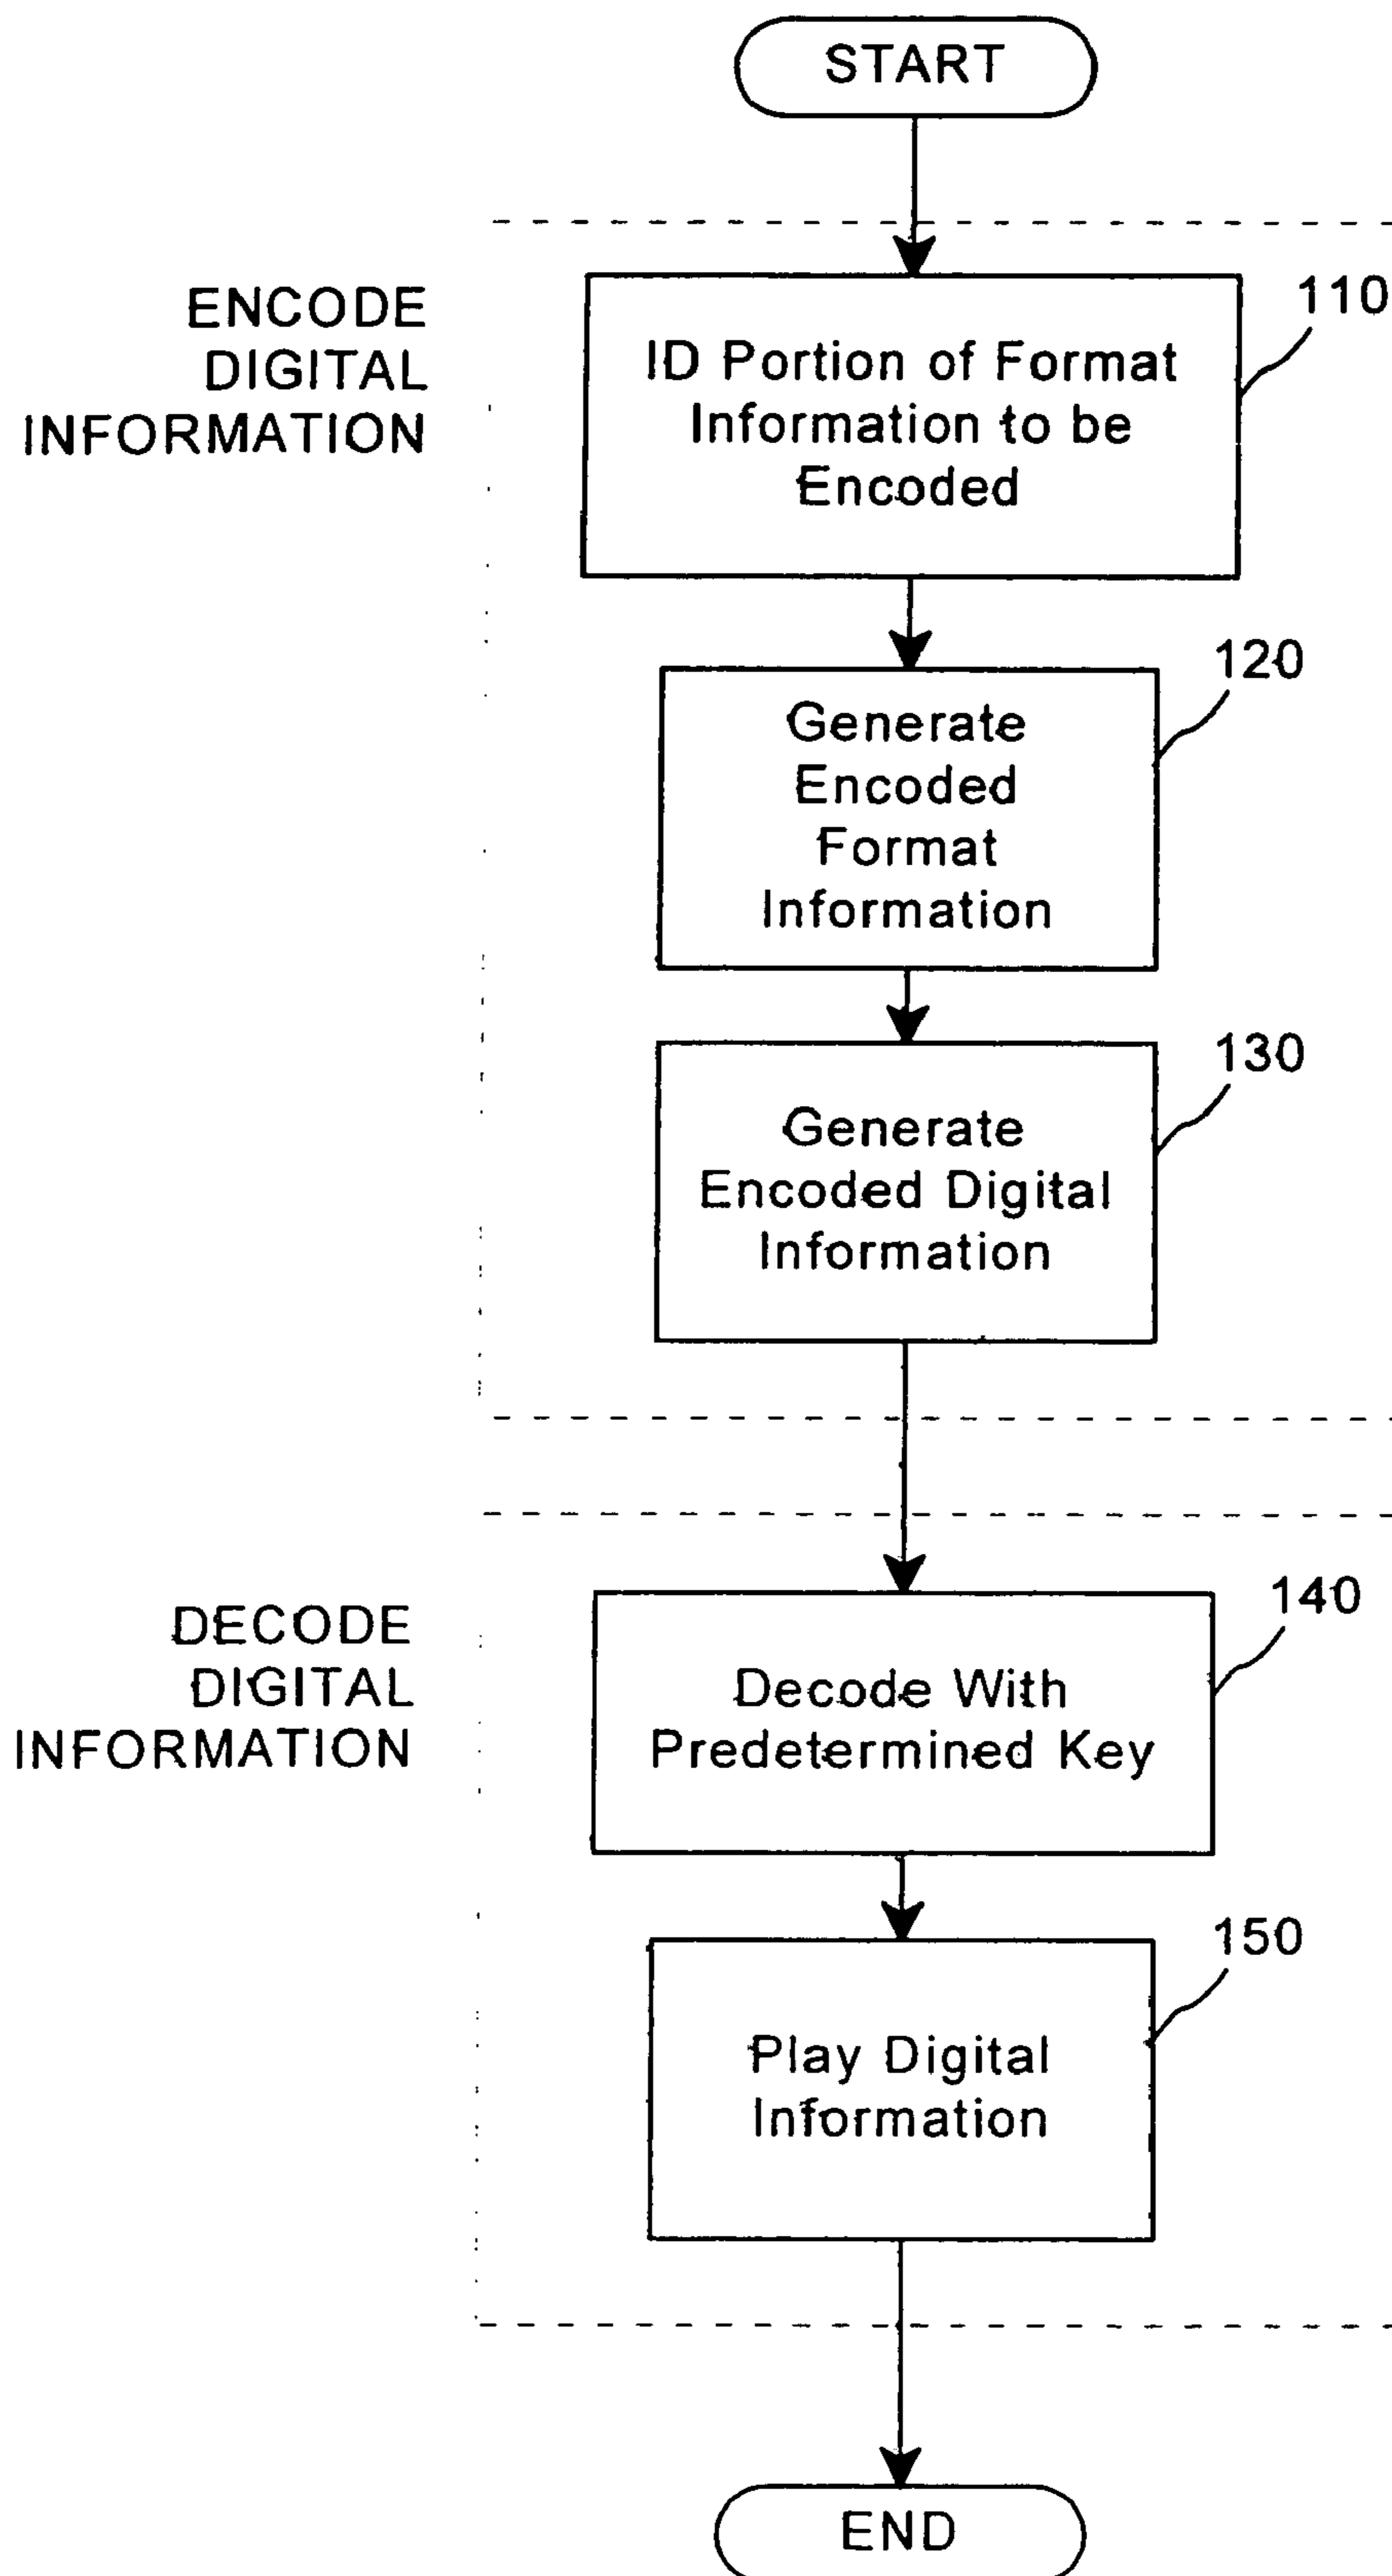 START
ENCODE
DIGITAL
INFORMATION
110
ID Portion of Format
Information to be
Encoded
120
Generate
Encoded
Format
Information
130
Generate
Encoded Digital
Information
DECODE
DIGITAL
INFORMATION
140
Decode With
Predetermined Key
150
Play Digital
Information
END